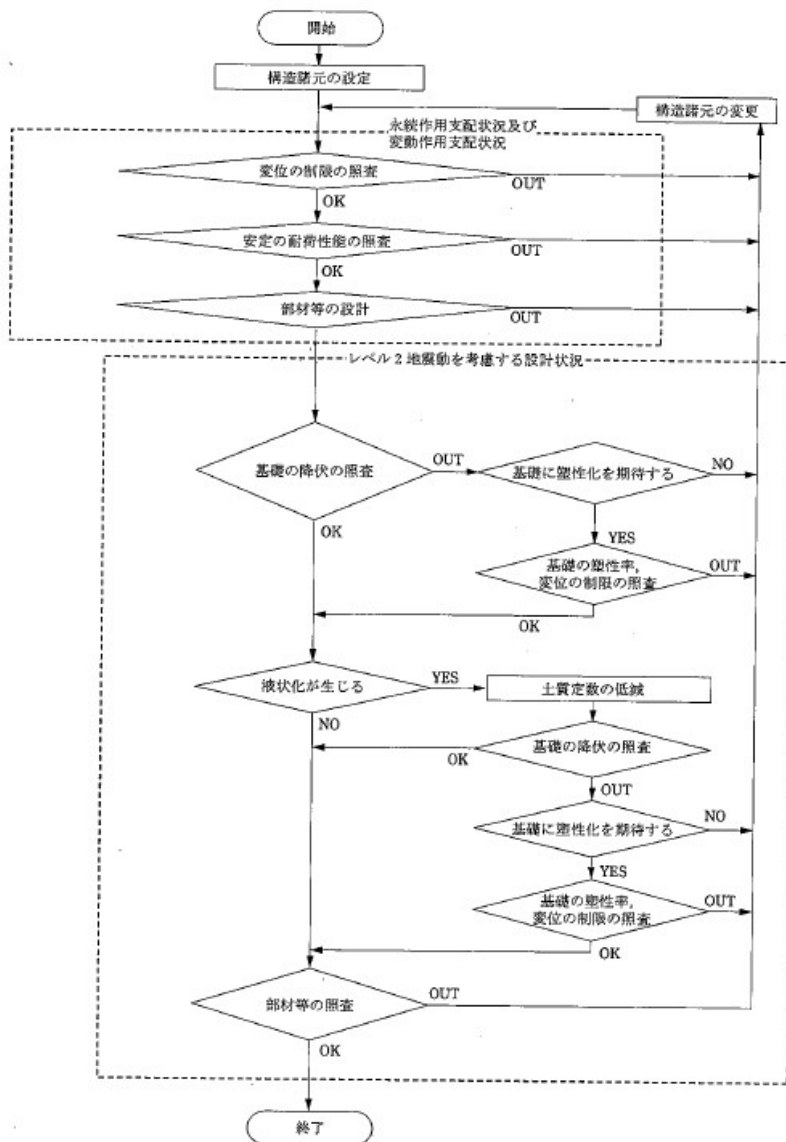 開始
構造諸元の設定
構造諸元の変更
永続作用支配状況及び
変動作用支配状況
変位の制限の照査
OUT
OK
安定の耐荷性能の照査
OUT
OK
部材等の設計
OUT
レベル2地震動を考慮する設計状況
基礎の降伏の照査
OUT
基礎に塑性化を期待する
NO
OK
YES
基礎の塑性率,
変位の制限の照査
OUT
OK
液状化が生じる
YES
土質定数の低減
NO
基礎の降伏の照査
OK
OUT
基礎に塑性化を期待する
NO
YES
基礎の塑性率,
変位の制限の照査
OUT
OK
部材等の照査
OUT
OK
終了